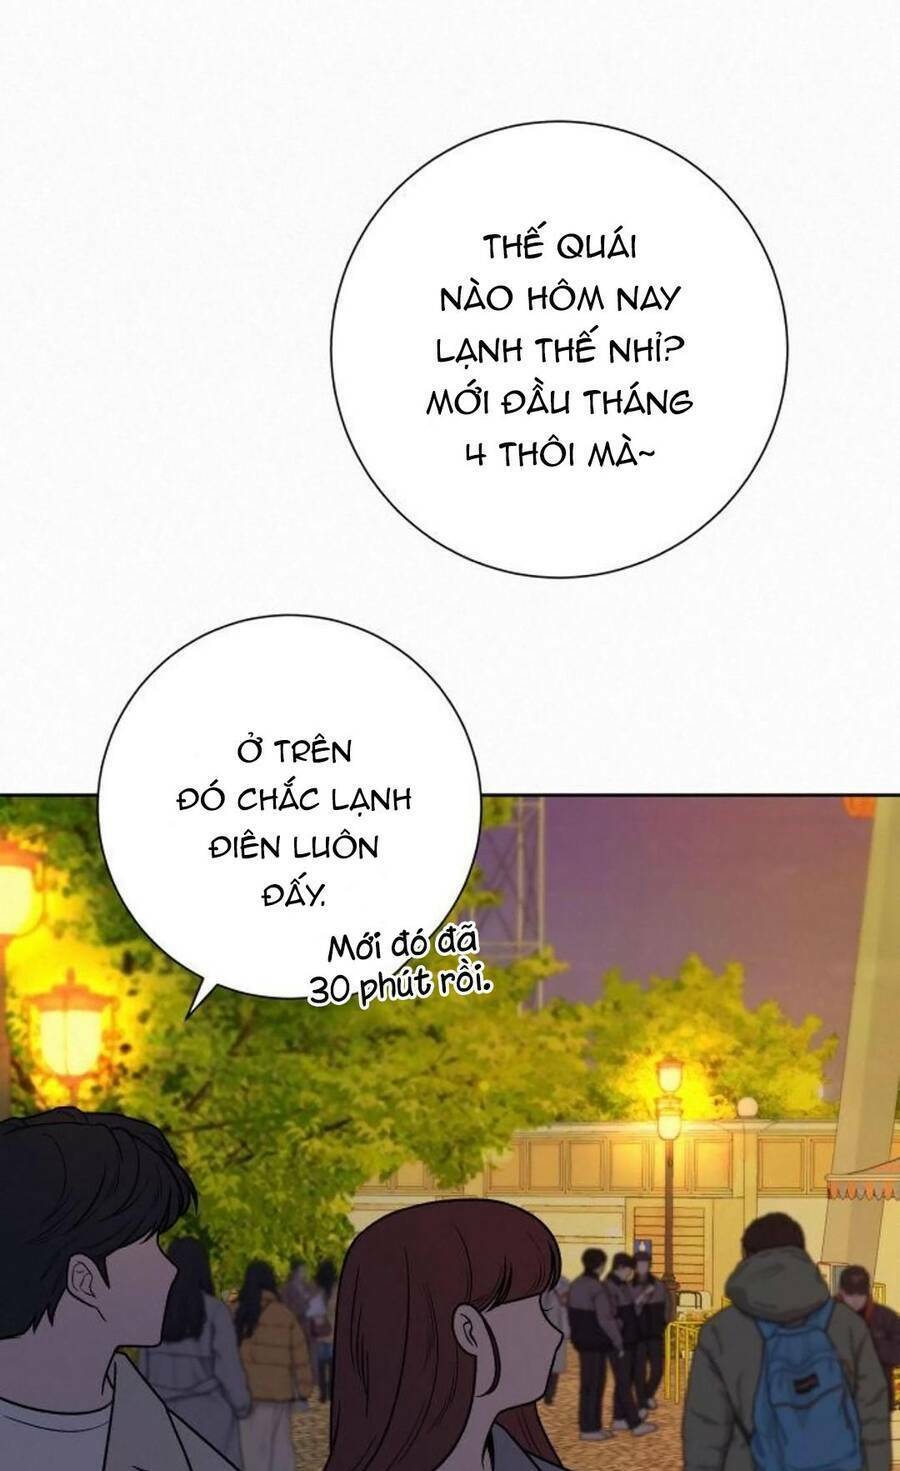 THẾ QUÁI
NÀO HÔM NAY
LẠNH THẾ NHỈ?
MỚI ĐẦU THÁNG
4 THÔI MÀ~
Ở TRÊN
ĐÓ CHẮC LẠNH
ĐIÊN LUÔN
ĐẤY.
Mới đó đã
30 phút rồi.